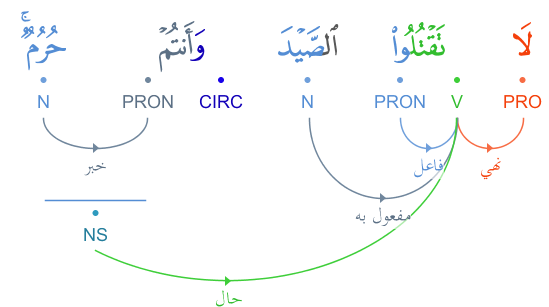 لَا تَقْتُلُوا۟ ٱلصَّيْدَ وَأَنتُمْ حُرُمٌ ۚ
PRO V PRON N CIRC PRON N
نهي فاعل خبر
مفعول به
NS
حال